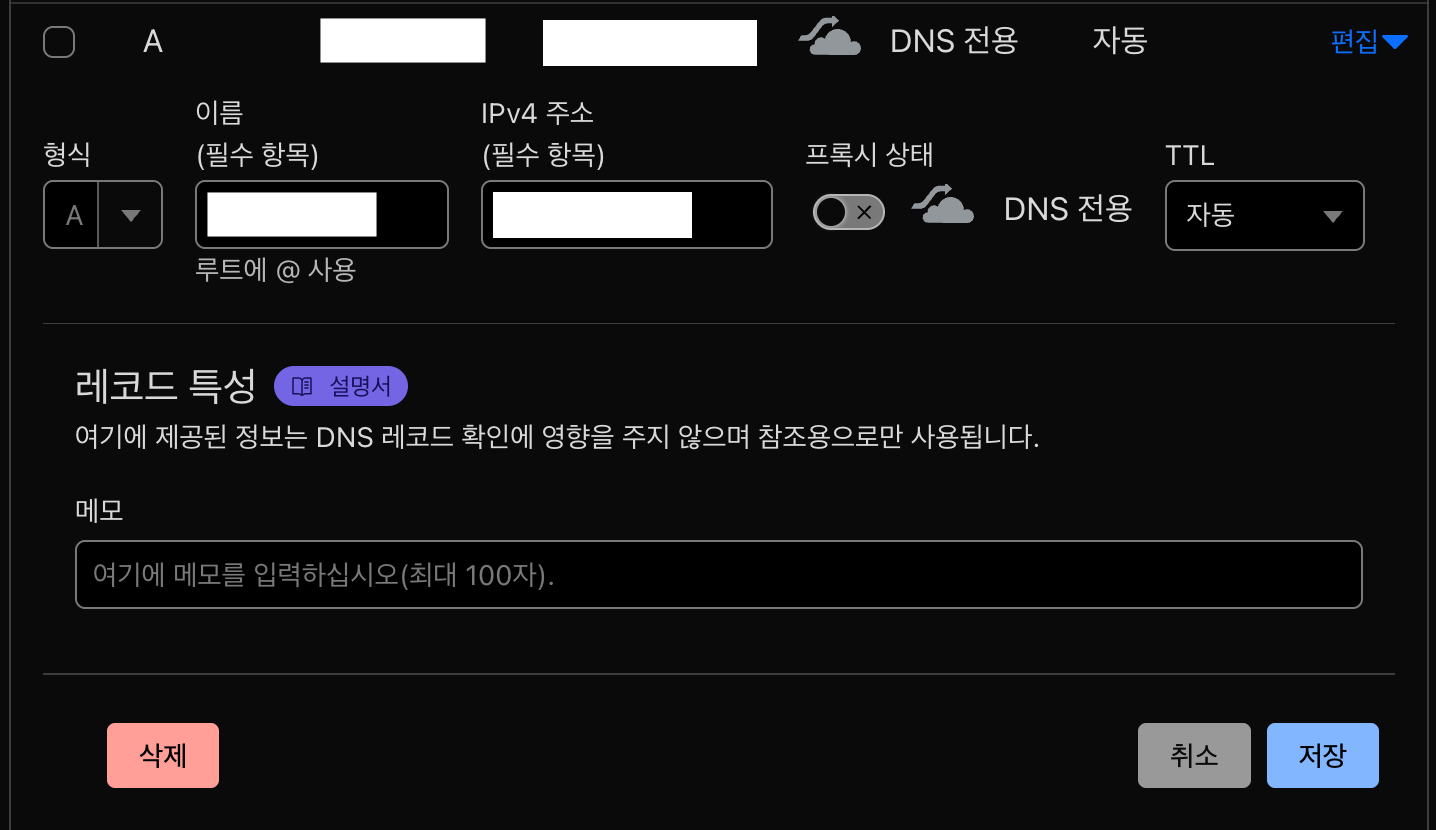 A DNS 전용 자동 편집
이름
IPv4 주소
형식 (필수 항목) (필수 항목) 프록시 상태 TTL
A DNS 전용 자동
루트에 @ 사용
레코드 특성 설명서
여기에 제공된 정보는 DNS 레코드 확인에 영향을 주지 않으며 참조용으로만 사용됩니다.
메모
여기에 메모를 입력하십시오(최대 100자).
삭제 취소 저장